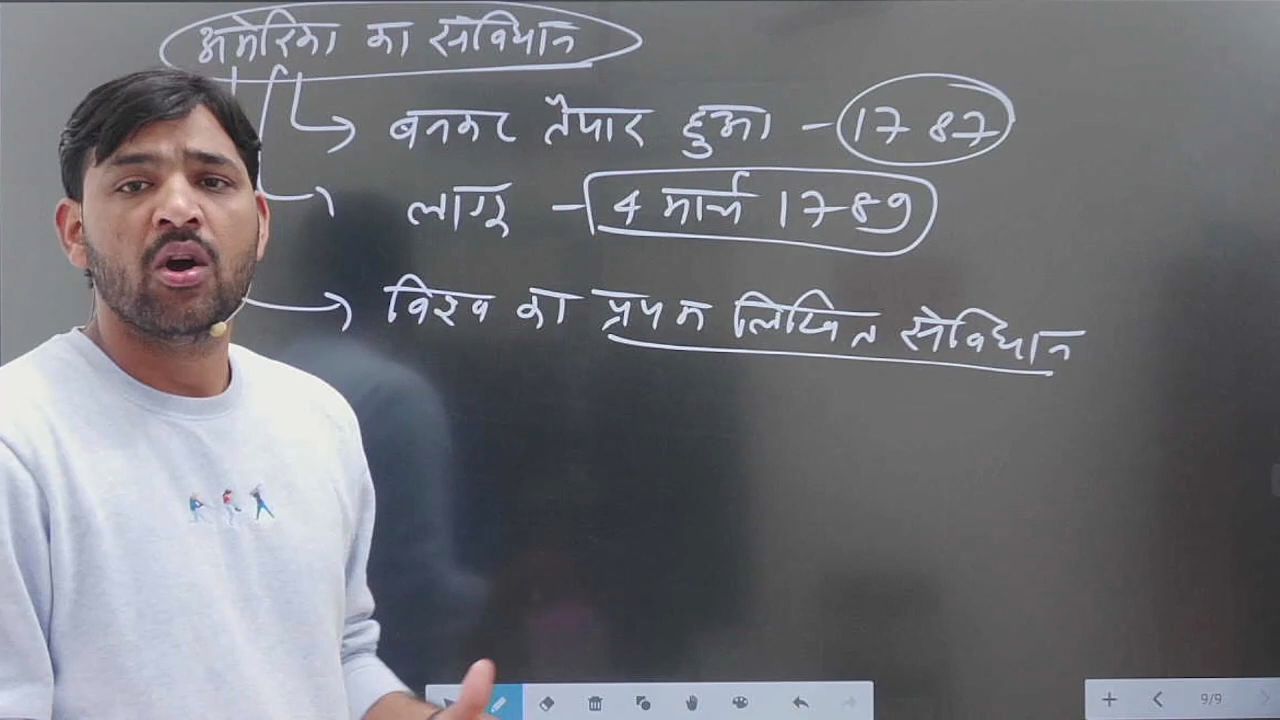 अमेरिका का संविधान
बनकर तैयार हुआ - 1787
लागू - 4 मार्च 1789
विश्व का प्रथम लिखित संविधान
9/9